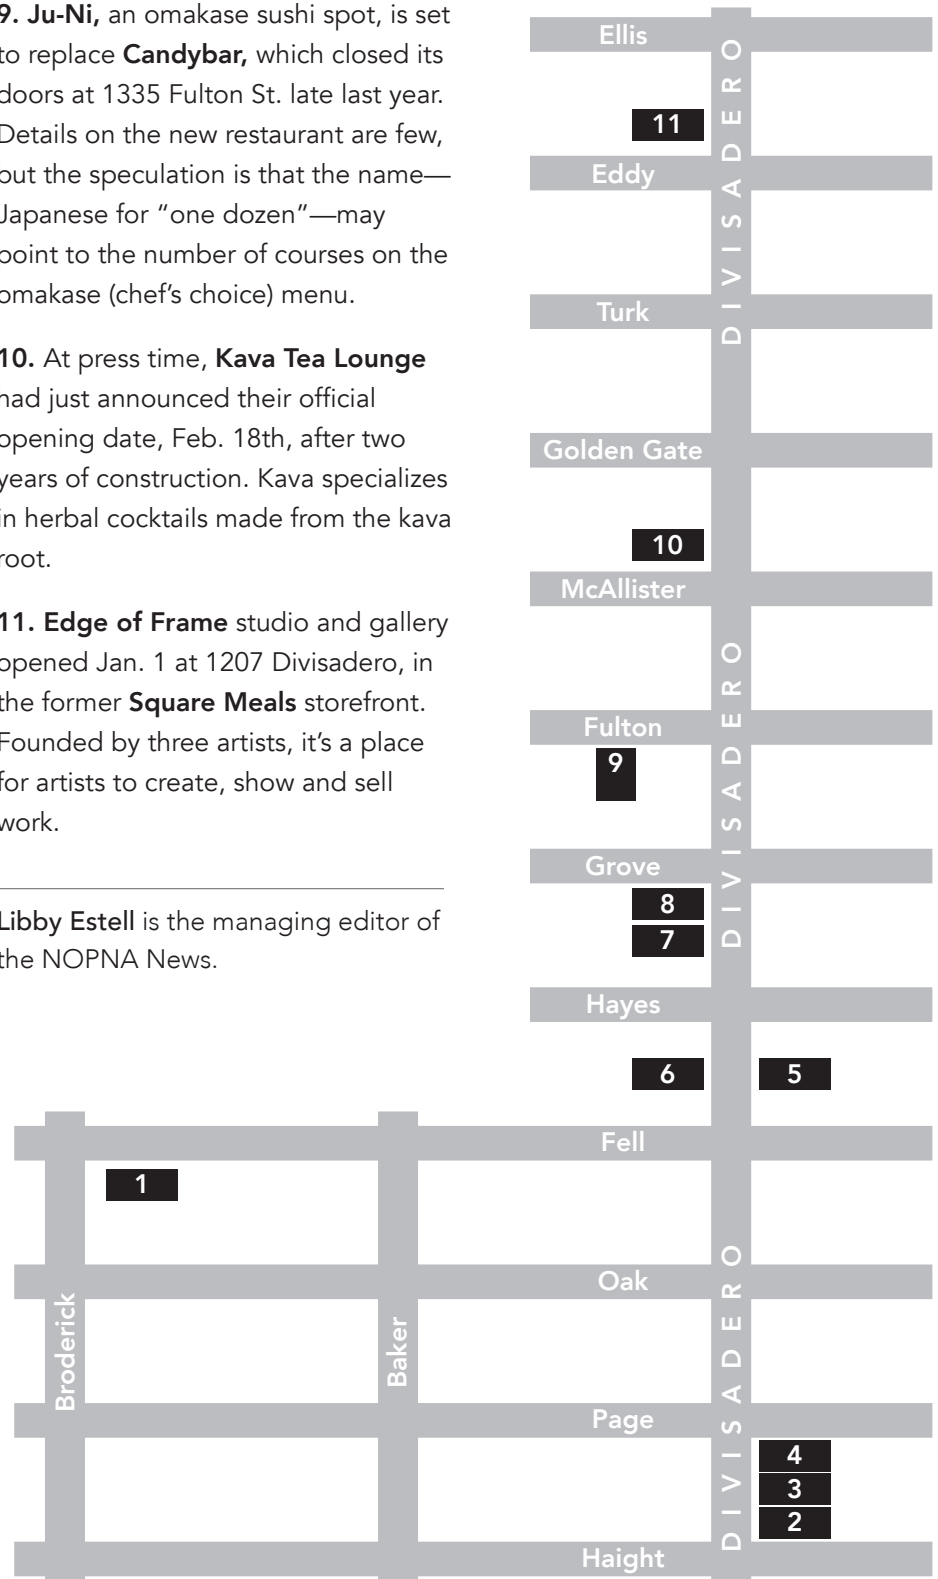 9. Ju-Ni, an omakase sushi spot, is set
to replace Candybar, which closed its
doors at 1335 Fulton St. late last year.
Details on the new restaurant are few,
but the speculation is that the name—
Japanese for “one dozen”—may
point to the number of courses on the
omakase (chef’s choice) menu.
10. At press time, Kava Tea Lounge
had just announced their official
opening date, Feb. 18th, after two
years of construction. Kava specializes
in herbal cocktails made from the kava
root.
11. Edge of Frame studio and gallery
opened Jan. 1 at 1207 Divisadero, in
the former Square Meals storefront.
Founded by three artists, it’s a place
for artists to create, show and sell
work.
Libby Estell is the managing editor of
the NOPNA News.
Ellis
11
Eddy
DIVISADERO
Turk
Golden Gate
10
McAllister
Fulton
9
DIVISADERO
Grove
8
7
Hayes
6
5
Fell
1
Oak
Broderick
Baker
DIVISADERO
Page
4
3
2
Haight